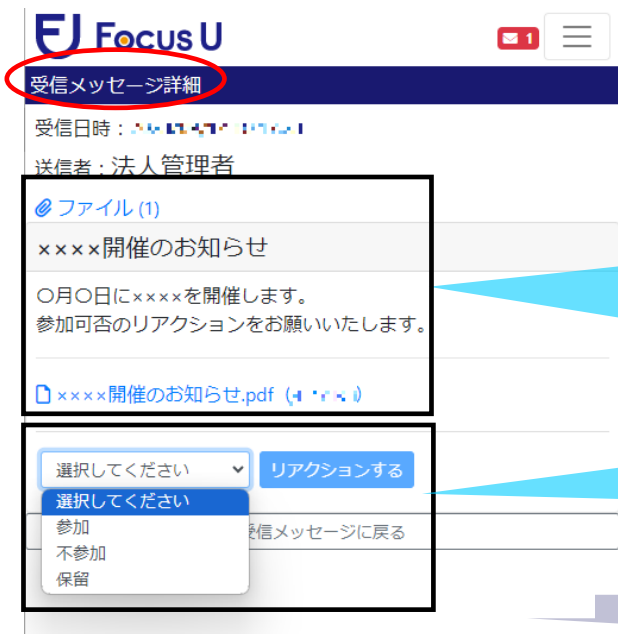 Focus U
1
受信メッセージ詳細
受信日時：
送信者：法人管理者
ファイル (1)
××××開催のお知らせ
〇月〇日に××××を開催します。
参加可否のリアクションをお願いいたします。
××××開催のお知らせ.pdf
選択してください
リアクションする
選択してください
参加
受信メッセージに戻る
不参加
保留